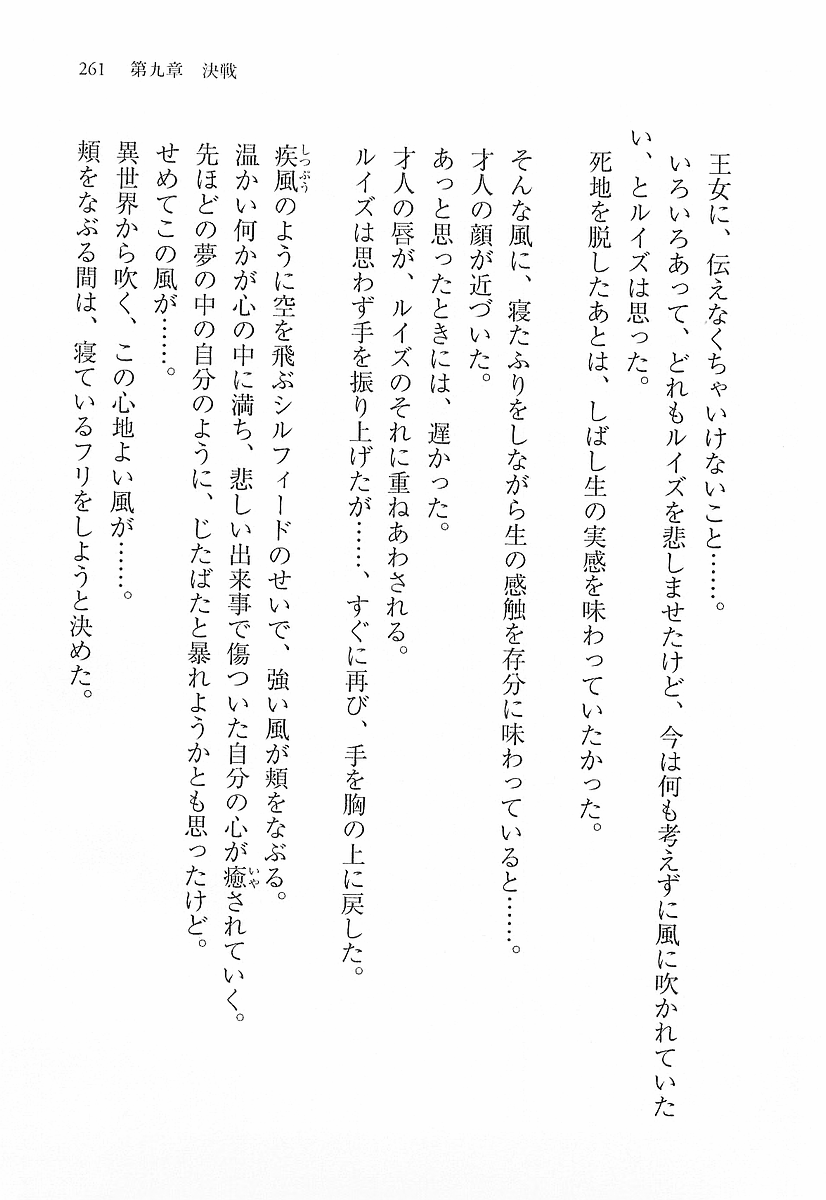 261　第九章　決戦
王女に、伝えなくちゃいけないこと……。
いろいろあって、どれもルイズを悲しませたけど、今は何も考えずに風に吹かれていた
い、とルイズは思った。
死地を脱したあとは、しばし生の実感を味わっていたかった。
そんな風に、寝たふりをしながら生の感触を存分に味わっていると……。
才人の顔が近づいた。
あっと思ったときには、遅かった。
才人の唇が、ルイズのそれに重ねあわされる。
ルイズは思わず手を振り上げたが……、すぐに再び、手を胸の上に戻した。
疾風のように空を飛ぶシルフィードのせいで、強い風が頬をなぶる。
温かい何かが心の中に満ち、悲しい出来事で傷ついた自分の心が癒されていく。
先ほどの夢の中の自分のように、じたばたと暴れようかとも思ったけど。
せめてこの風が……。
異世界から吹く、この心地よい風が……。
頬をなぶる間は、寝ているフリをしようと決めた。
しつぷう
いや